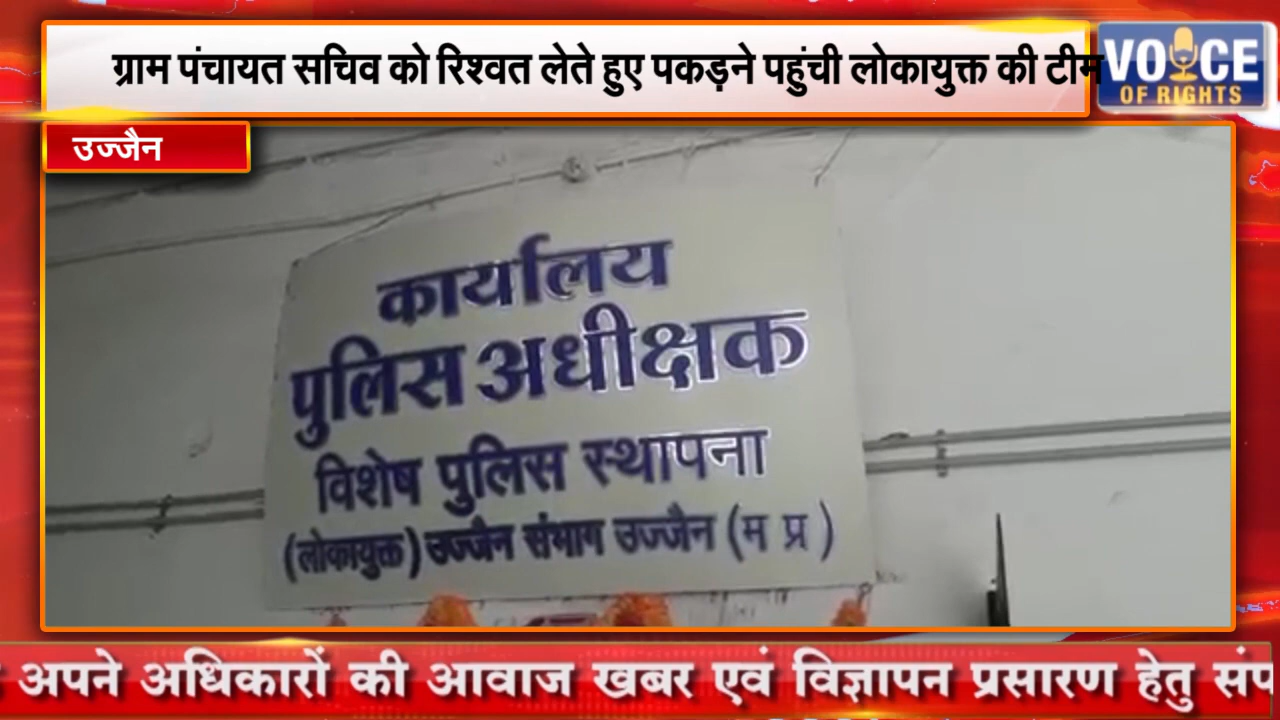 ग्राम पंचायत सचिव को रिश्वत लेते हुए पकड़ने पहुंची लोकायुक्त की टीम
VOICE
OF RIGHTS
उज्जैन
कार्यालय
पुलिस अधीक्षक
विशेष पुलिस स्थापना
(लोकायुक्त) उज्जैन संभाग उज्जैन (म प्र )
अपने अधिकारों की आवाज खबर एवं विज्ञापन प्रसारण हेतु